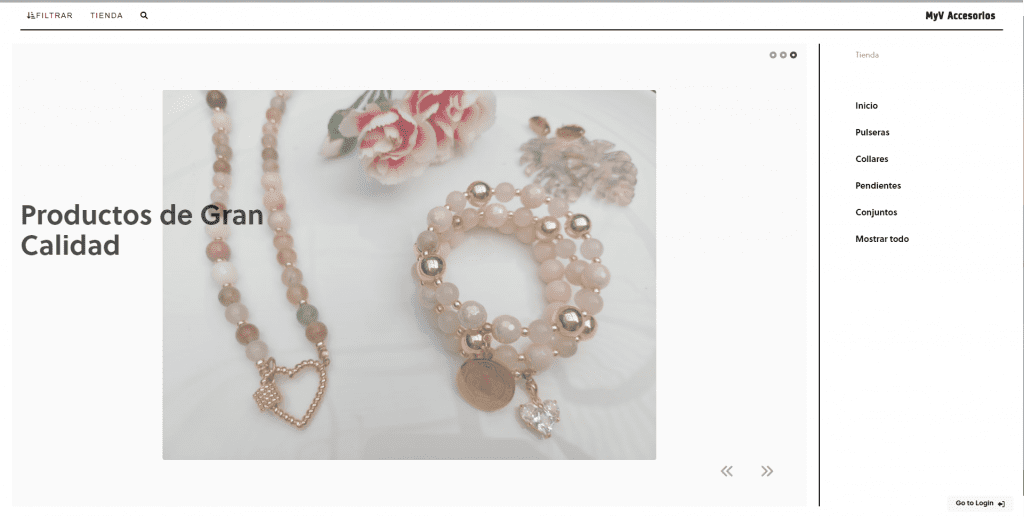 FILTRAR TIENDA MyV Accesorios
Tienda
Productos de Gran
Calidad
Inicio
Pulseras
Collares
Pendientes
Conjuntos
Mostrar todo
Go to Login